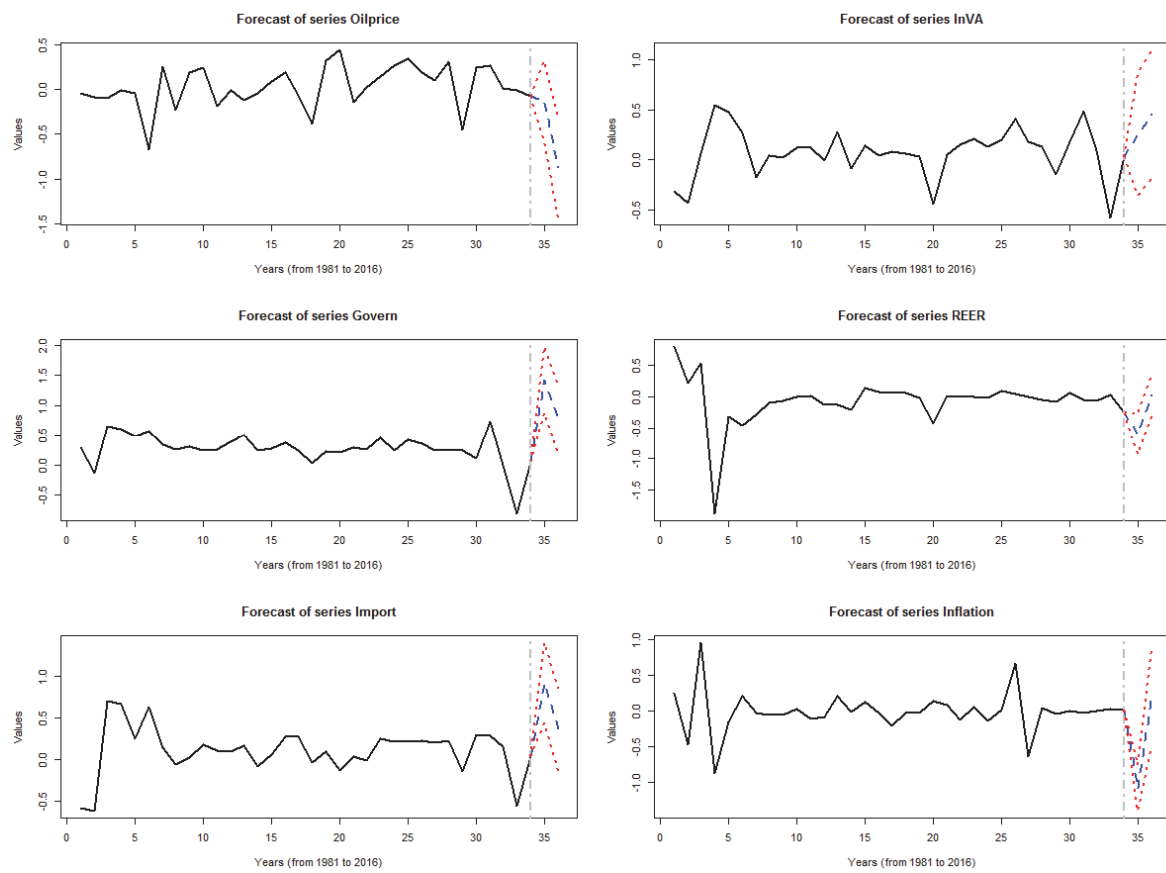 Forecast of series Oilprice
Values
0.5
0.0
-0.5
-1.0
-1.5
0 5 10 15 20 25 30 35
Years (from 1981 to 2016)
Forecast of series InVA
Values
1.0
0.5
0.0
-0.5
0 5 10 15 20 25 30 35
Years (from 1981 to 2016)
Forecast of series Govern
Values
2.0
1.5
1.0
0.5
0.0
-0.5
0 5 10 15 20 25 30 35
Years (from 1981 to 2016)
Forecast of series REER
Values
0.5
0.0
-0.5
-1.0
-1.5
0 5 10 15 20 25 30 35
Years (from 1981 to 2016)
Forecast of series Import
Values
1.0
0.5
0.0
-0.5
0 5 10 15 20 25 30 35
Years (from 1981 to 2016)
Forecast of series Inflation
Values
1.0
0.5
0.0
-0.5
-1.0
0 5 10 15 20 25 30 35
Years (from 1981 to 2016)